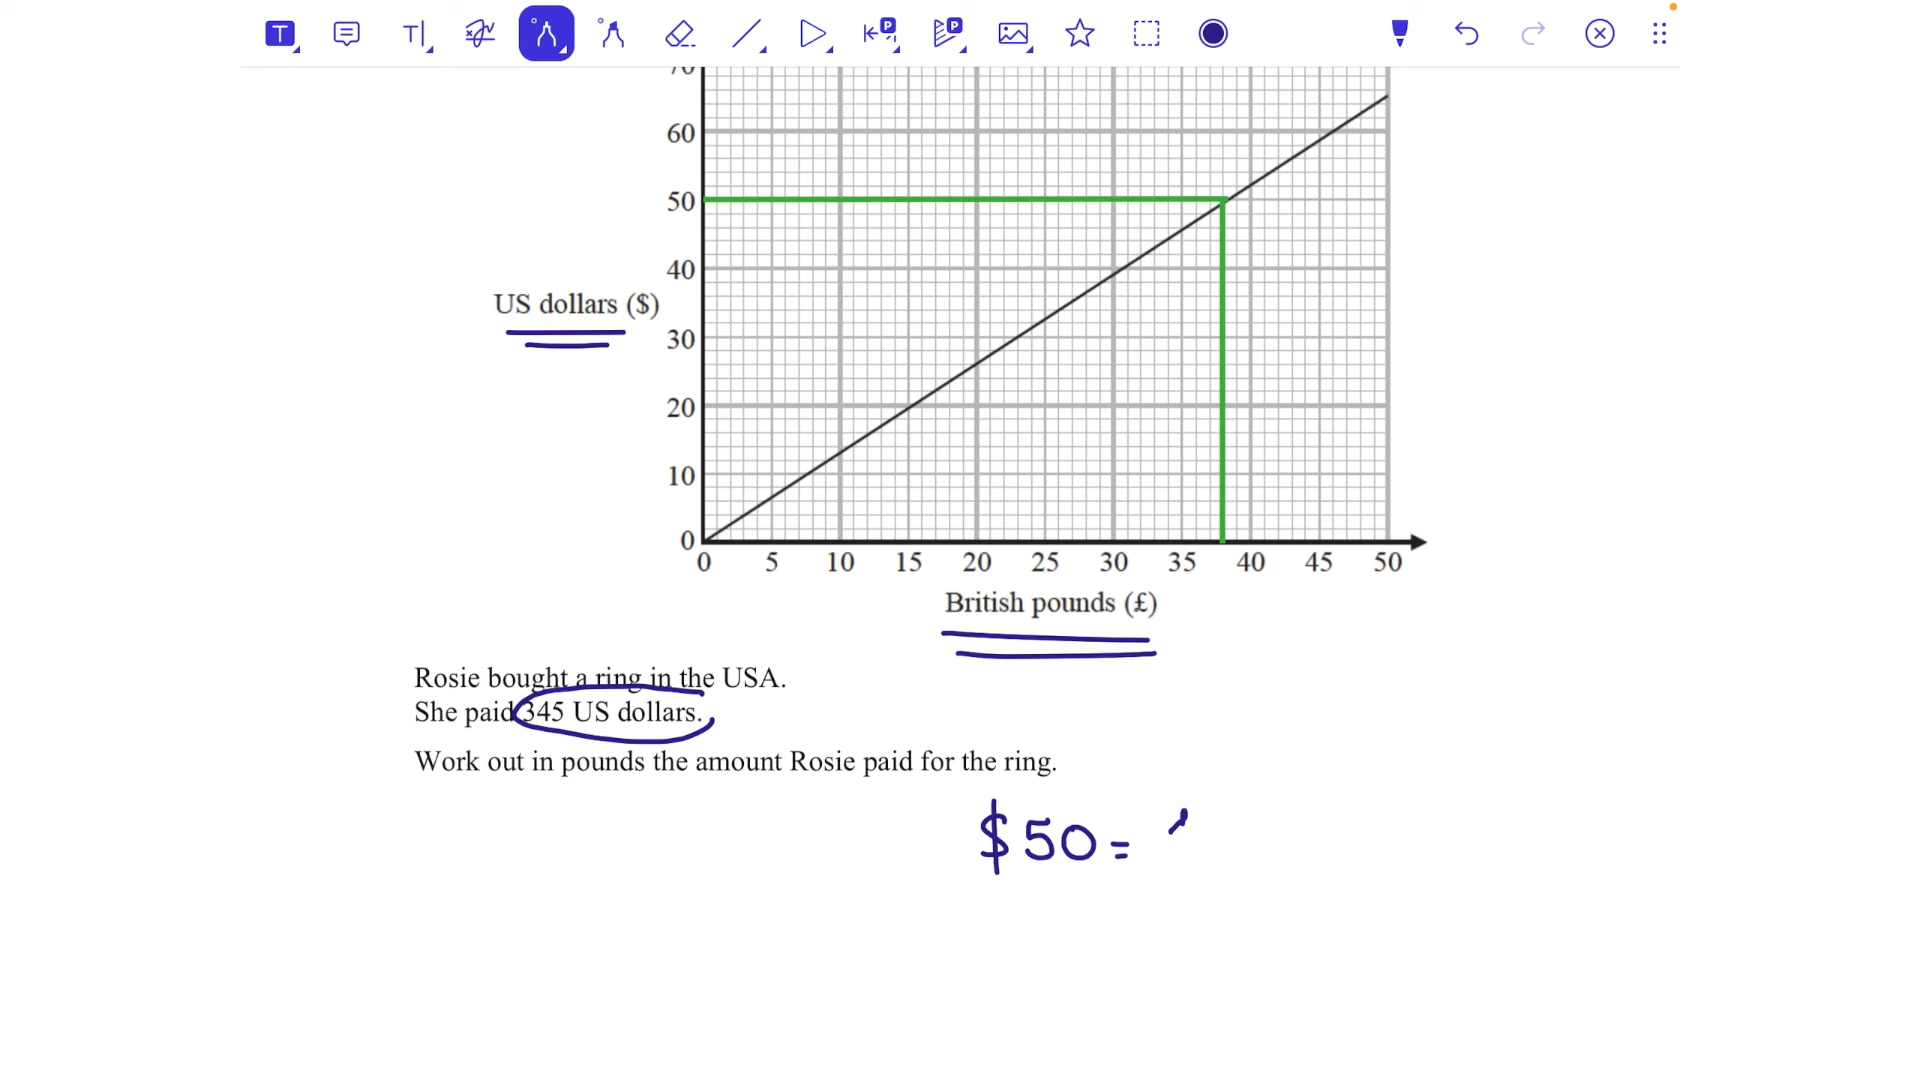 70
60
50
40
US dollars ($)
30
20
10
0
0 5 10 15 20 25 30 35 40 45 50
British pounds (£)
Rosie bought a ring in the USA.
She paid 345 US dollars.
Work out in pounds the amount Rosie paid for the ring.
$50=